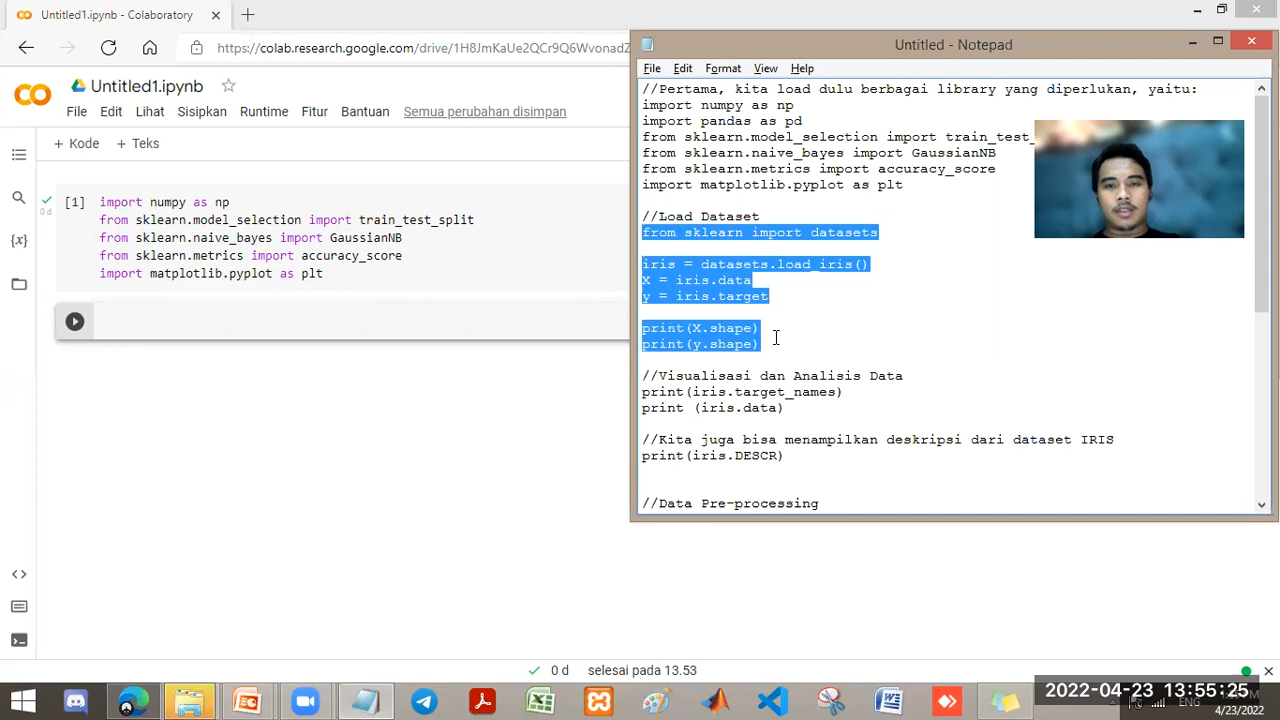 Untitled1.ipynb - Colaboratory
https://colab.research.google.com/drive/1H8JmKaUe2QCr9Q6WvonadZ
Untitled1.ipynb
File Edit Lihat Sisipkan Runtime Fitur Bantuan Semua perubahan disimpan
+ Kode + Teks
[1] import numpy as np
0 d from sklearn.model_selection import train_test_split
from sklearn.naive_bayes import GaussianNB
from sklearn.metrics import accuracy_score
import matplotlib.pyplot as plt
Untitled - Notepad
File Edit Format View Help
//Pertama, kita load dulu berbagai library yang diperlukan, yaitu:
import numpy as np
import pandas as pd
from sklearn.model_selection import train_test_
from sklearn.naive_bayes import GaussianNB
from sklearn.metrics import accuracy_score
import matplotlib.pyplot as plt
//Load Dataset
from sklearn import datasets
iris = datasets.load_iris()
X = iris.data
y = iris.target
print(X.shape)
print(y.shape)
//Visualisasi dan Analisis Data
print(iris.target_names)
print (iris.data)
//Kita juga bisa menampilkan deskripsi dari dataset IRIS
print(iris.DESCR)
//Data Pre-processing
0 d selesai pada 13.53
2022-04-23 13:55:25
ENG
4/23/2022